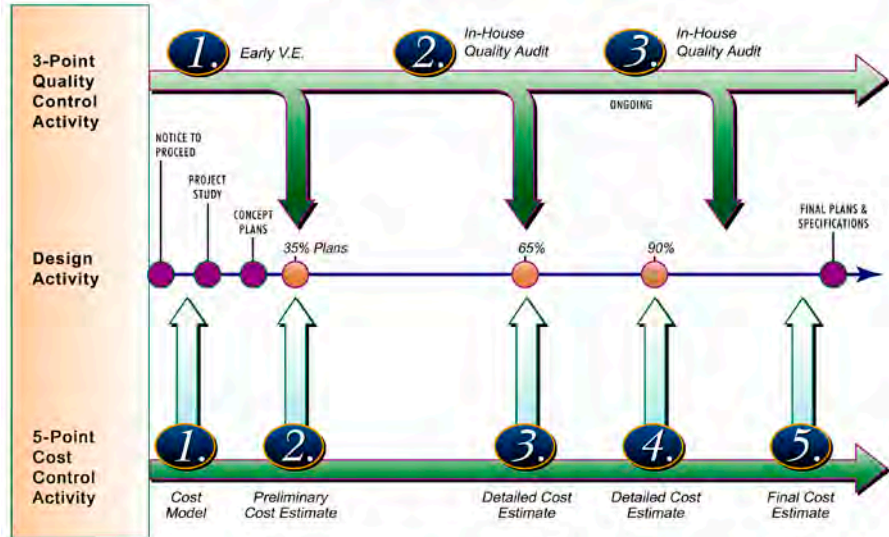 3-Point
Quality
Control
Activity
1.
Early V.E.
2.
In-House
Quality Audit
3.
In-House
Quality Audit
ONGOING
NOTICE TO
PROCEED
PROJECT
STUDY
CONCEPT
PLANS
35% Plans
65%
90%
FINAL PLANS &
SPECIFICATIONS
Design
Activity
5-Point
Cost
Control
Activity
1.
Cost
Model
2.
Preliminary
Cost Estimate
3.
Detailed Cost
Estimate
4.
Detailed Cost
Estimate
5.
Final Cost
Estimate